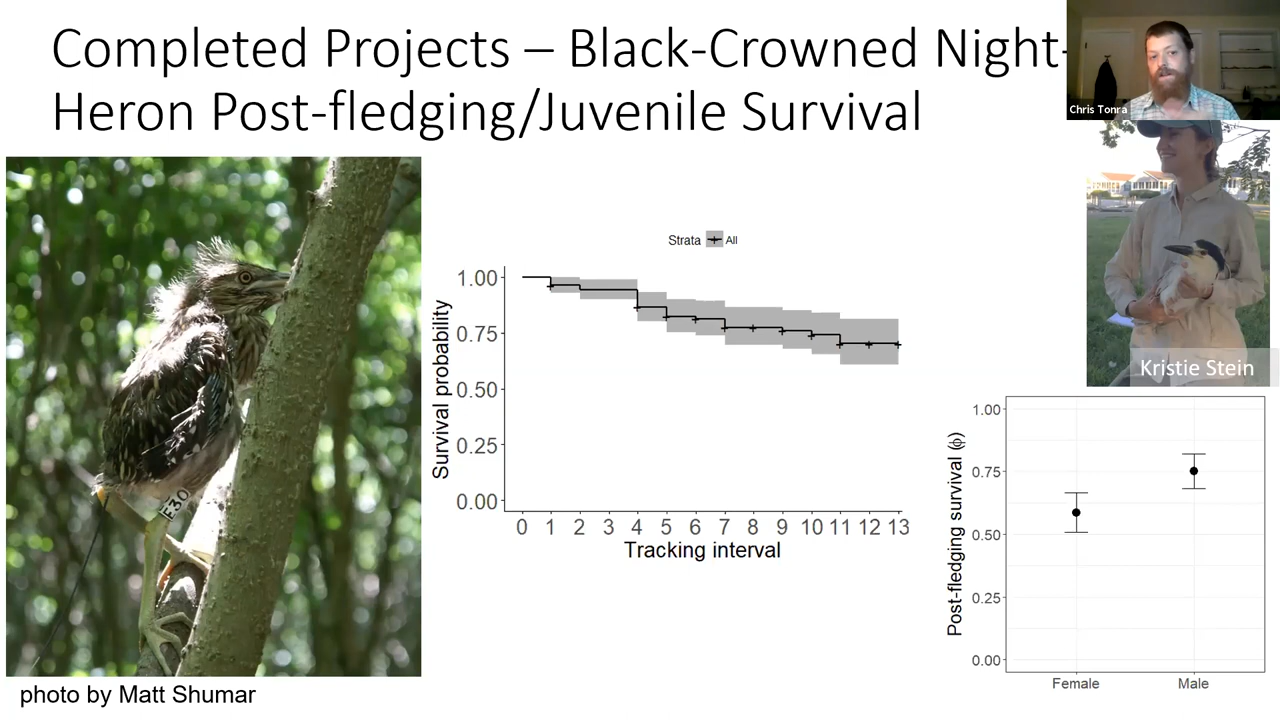 Completed Projects – Black-Crowned Night-
Heron Post-fledging/Juvenile Survival
Chris Tonra
Kristie Stein
E30
photo by Matt Shumar
Strata All
Survival probability
1.00
0.75
0.50
0.25
0.00
0 1 2 3 4 5 6 7 8 9 10 11 12 13
Tracking interval
Post-fledging survival (ϕ)
1.00
0.75
0.50
0.25
0.00
Female Male